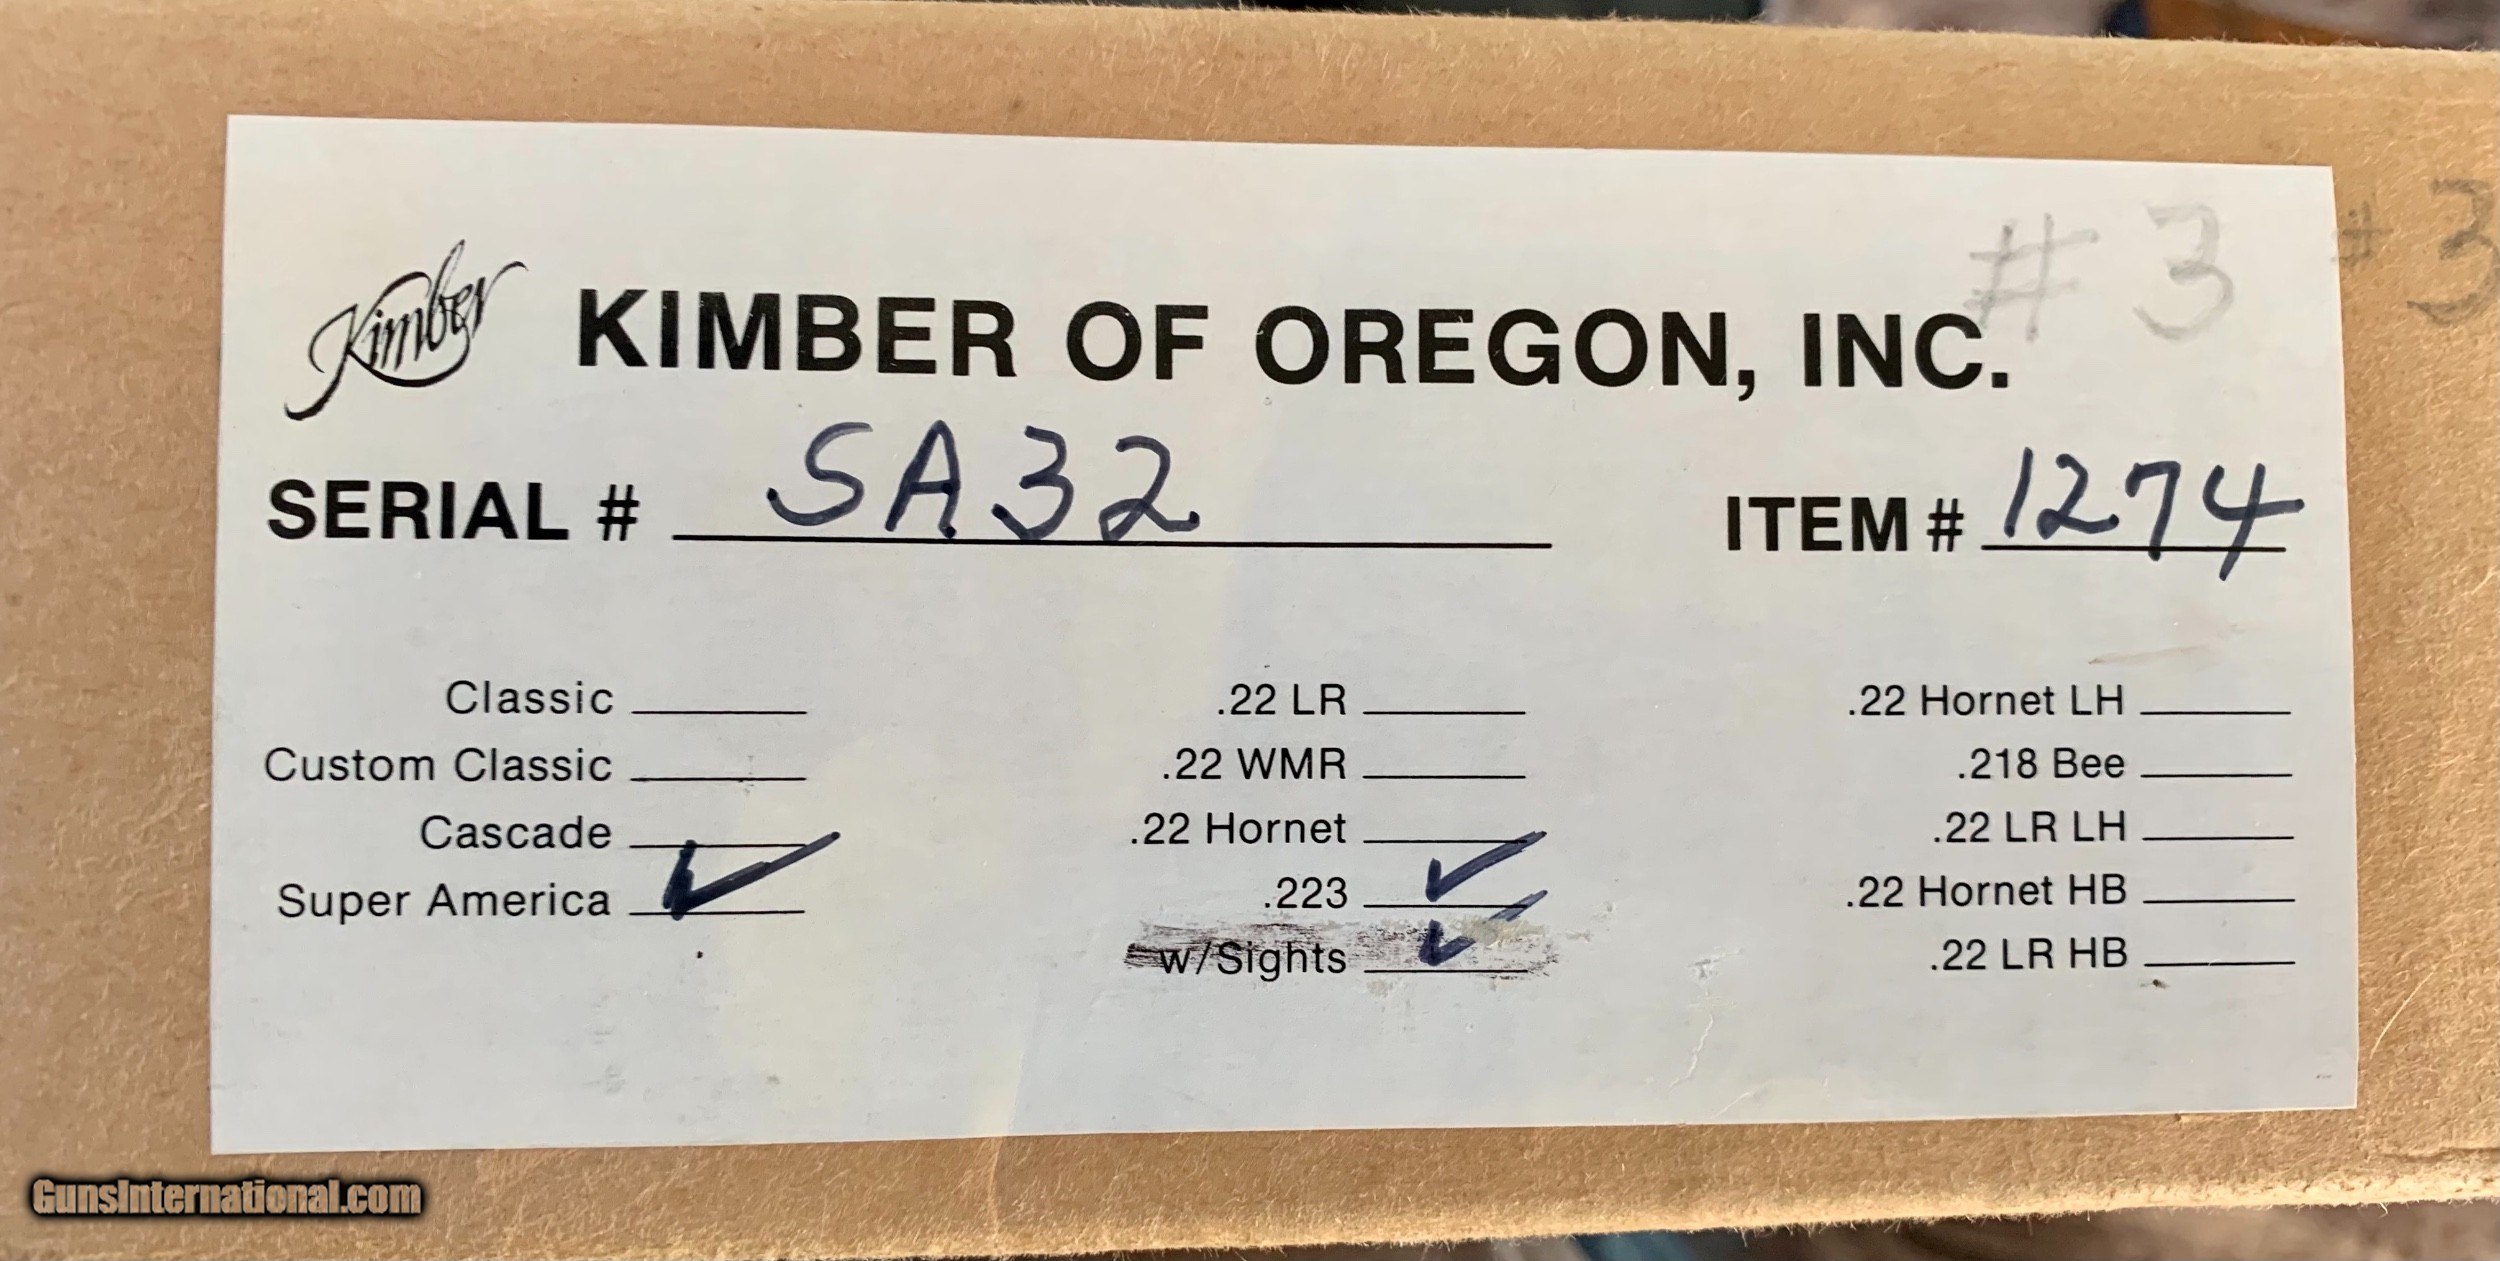 # 3 # 3
Kimber KIMBER OF OREGON, INC.
SERIAL # SA32 ITEM # 1274
Classic .22 LR .22 Hornet LH
Custom Classic .22 WMR .218 Bee
Cascade .22 Hornet .22 LR LH
Super America ✓ .223 ✓ .22 Hornet HB
w/Sights ✓ .22 LR HB
GunsInternational.com